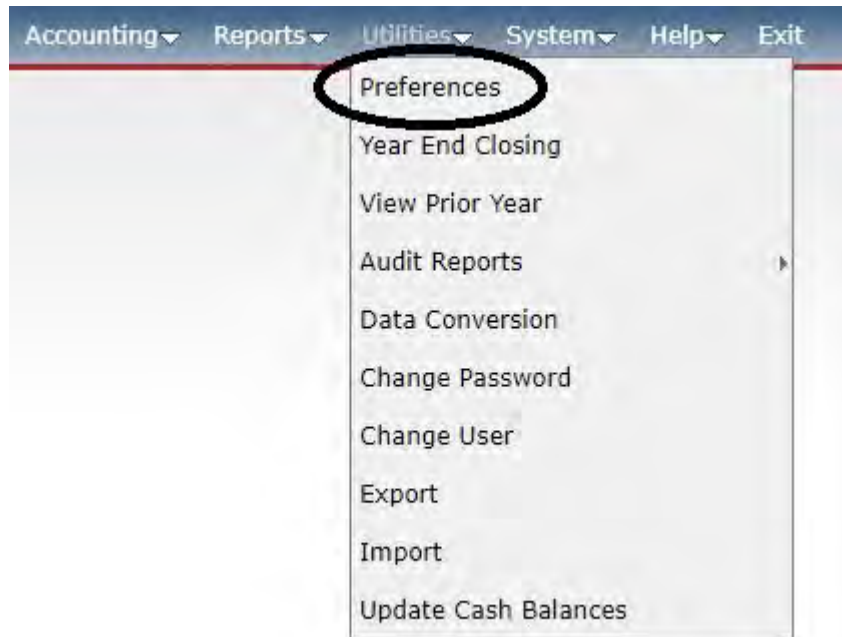 Accounting Reports Utilities System Help Exit
Preferences
Year End Closing
View Prior Year
Audit Reports
Data Conversion
Change Password
Change User
Export
Import
Update Cash Balances